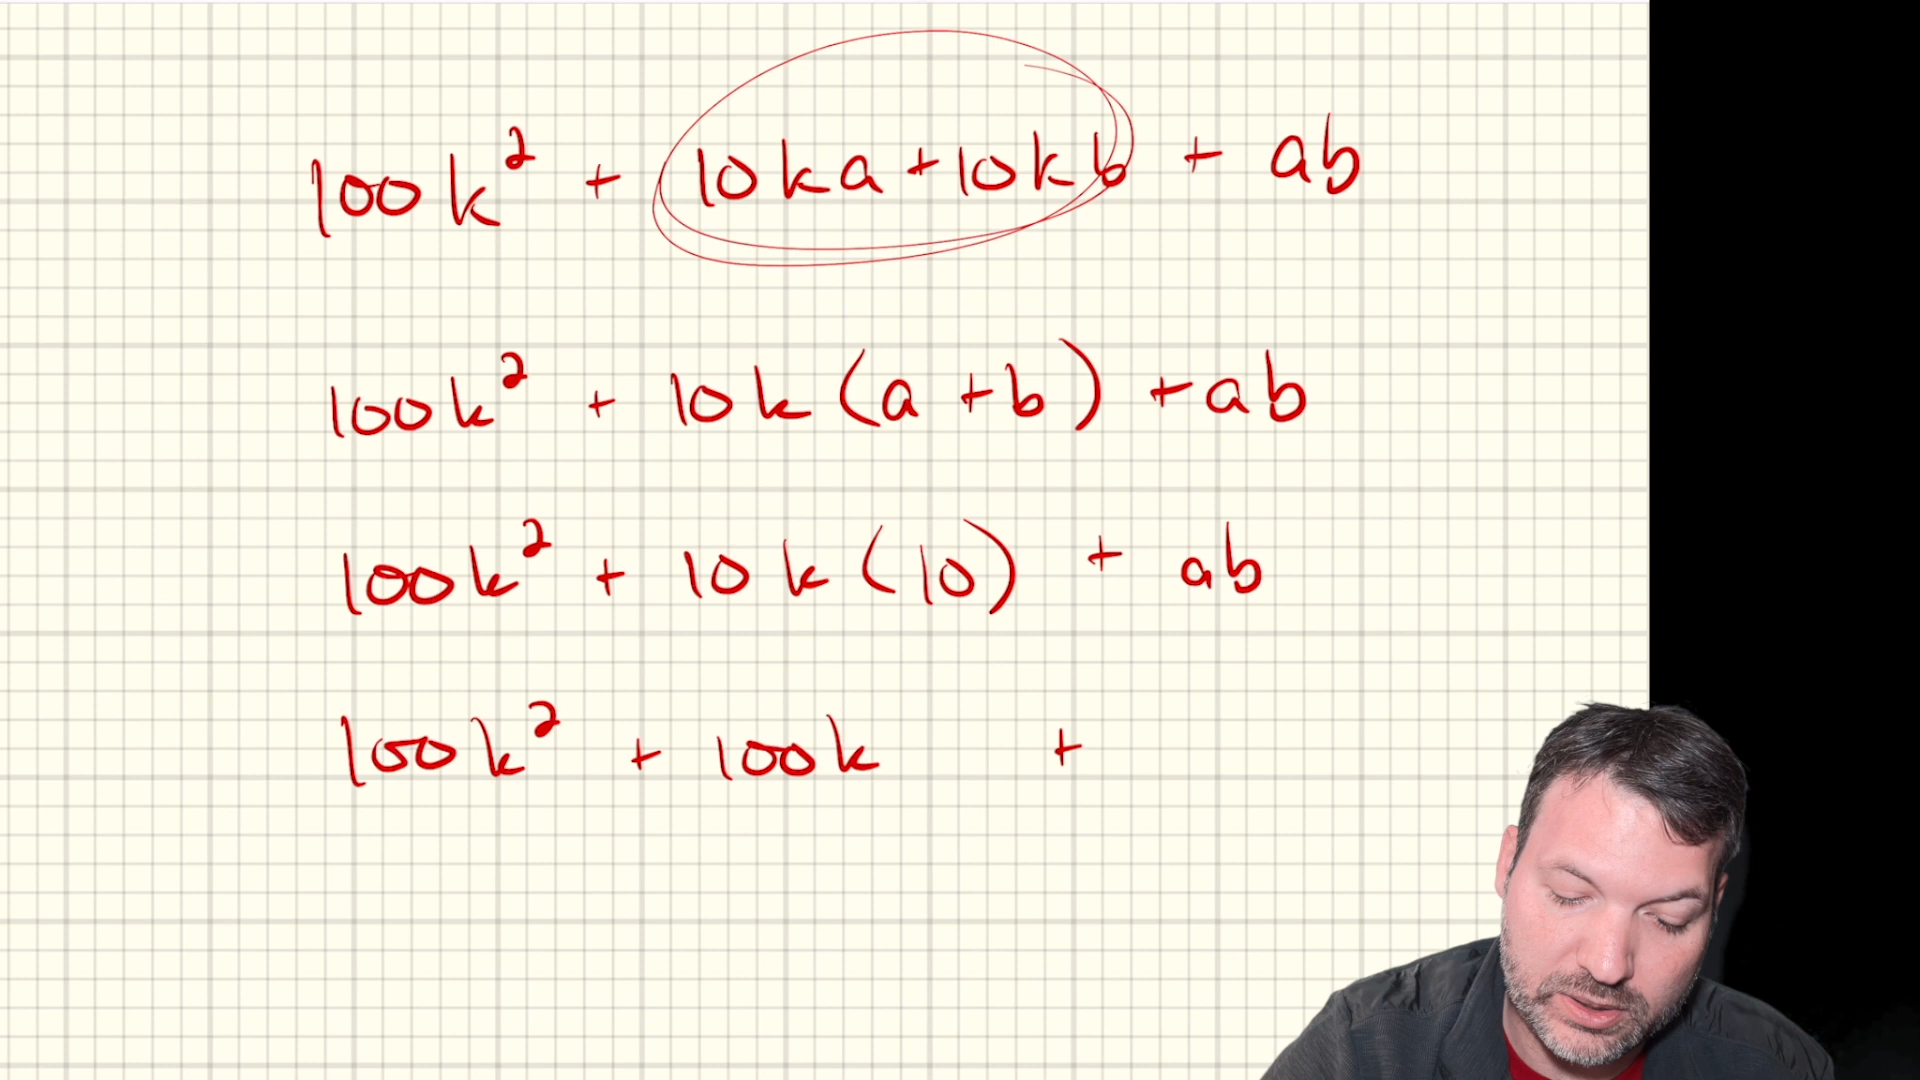 100k² + 10ka + 10kb + ab
100k² + 10k(a + b) + ab
100k² + 10k(10) + ab
100k² + 100k +